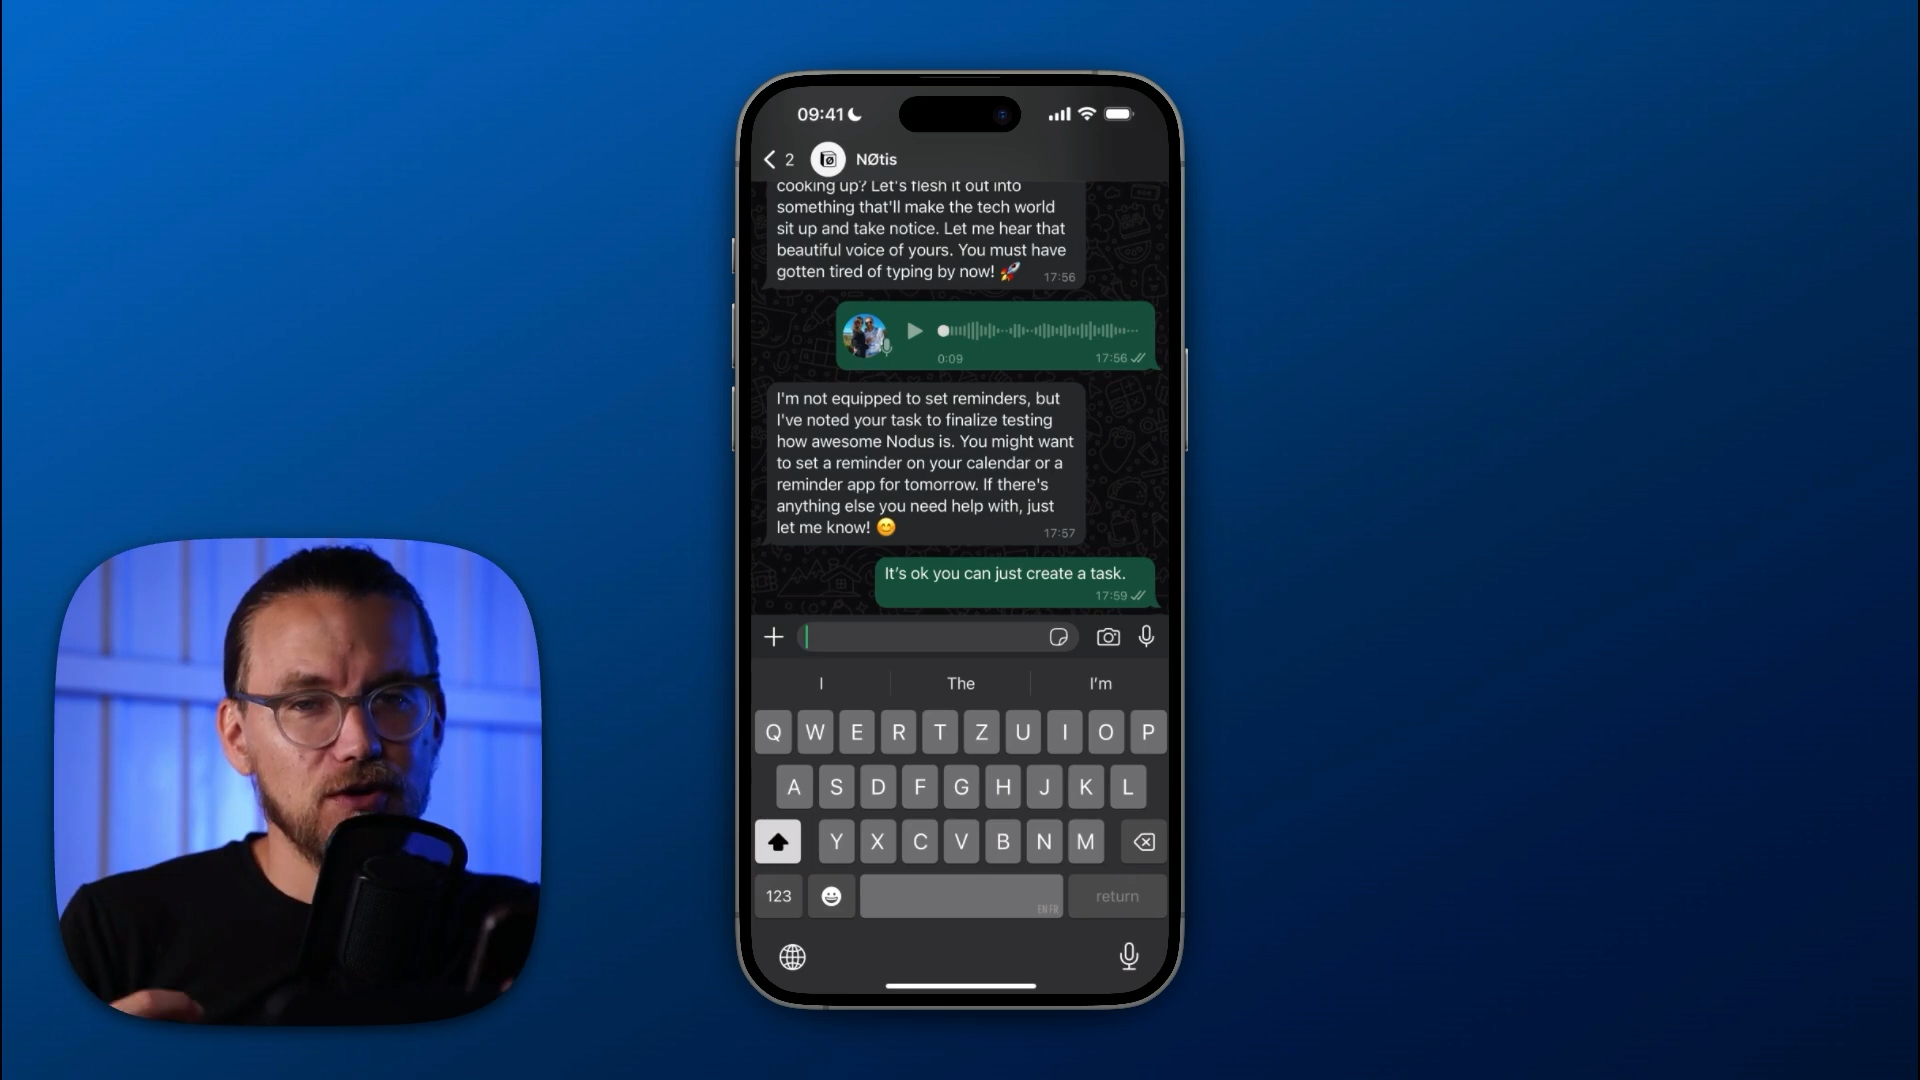 09:41
2
NØtis
cooking up? Let's flesh it out into
something that'll make the tech world
sit up and take notice. Let me hear that
beautiful voice of yours. You must have
gotten tired of typing by now! 🚀 17:56
0:09 17:56
I'm not equipped to set reminders, but
I've noted your task to finalize testing
how awesome Nodus is. You might want
to set a reminder on your calendar or a
reminder app for tomorrow. If there's
anything else you need help with, just
let me know! 😊 17:57
It's ok you can just create a task.
17:59
I The I'm
Q W E R T Z U I O P
A S D F G H J K L
Y X C V B N M
123 EN FR return